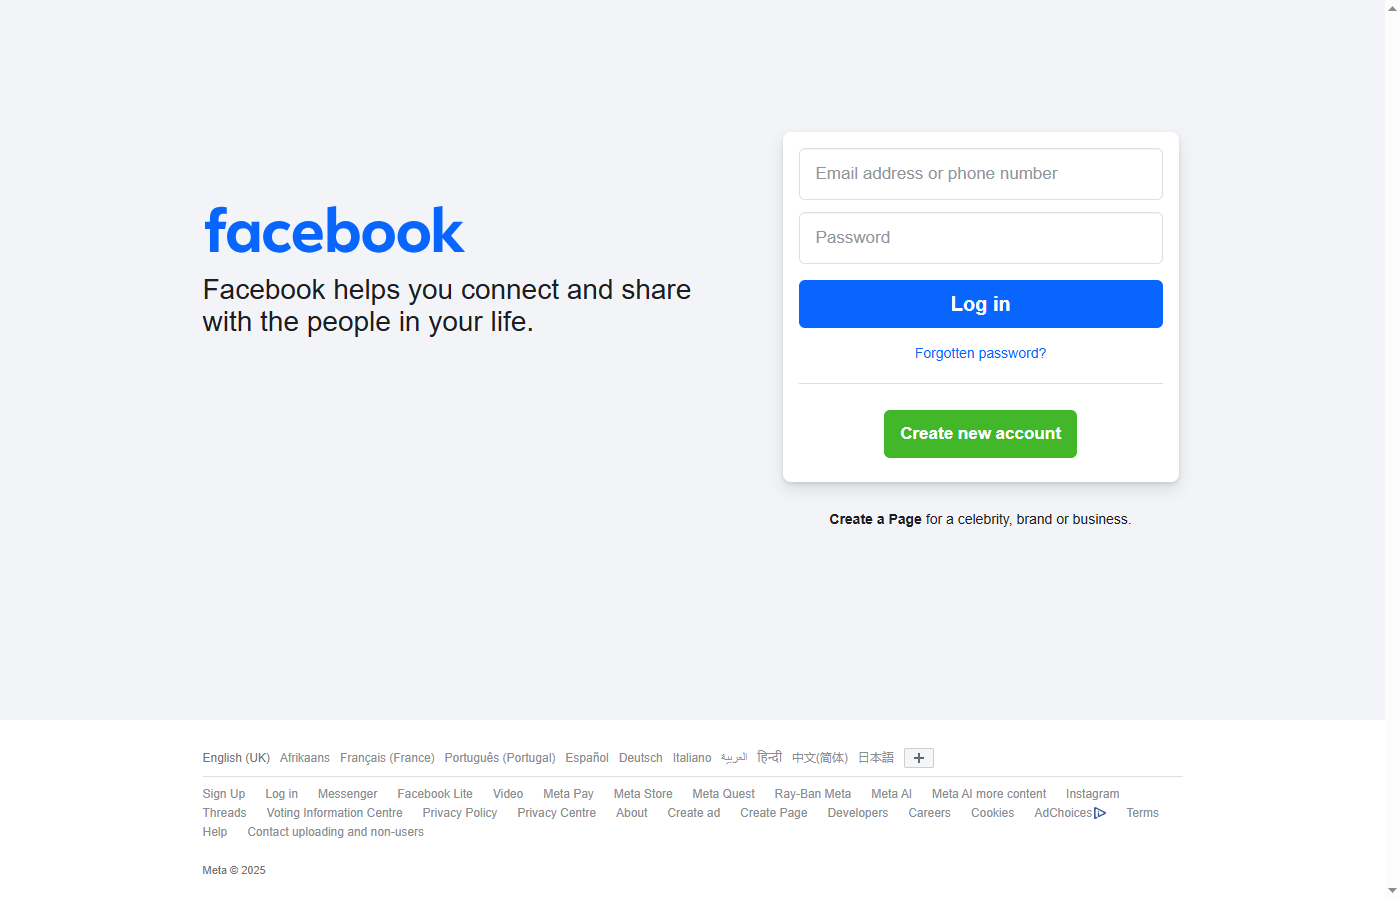 facebook
Facebook helps you connect and share
with the people in your life.
Email address or phone number
Password
Log in
Forgotten password?
Create new account
Create a Page for a celebrity, brand or business.
English (UK) Afrikaans Français (France) Português (Portugal) Español Deutsch Italiano العربية हिन्दी 中文(简体) 日本語
Sign Up Log in Messenger Facebook Lite Video Meta Pay Meta Store Meta Quest Ray-Ban Meta Meta AI Meta AI more content Instagram
Threads Voting Information Centre Privacy Policy Privacy Centre About Create ad Create Page Developers Careers Cookies AdChoices Terms
Help Contact uploading and non-users
Meta © 2025